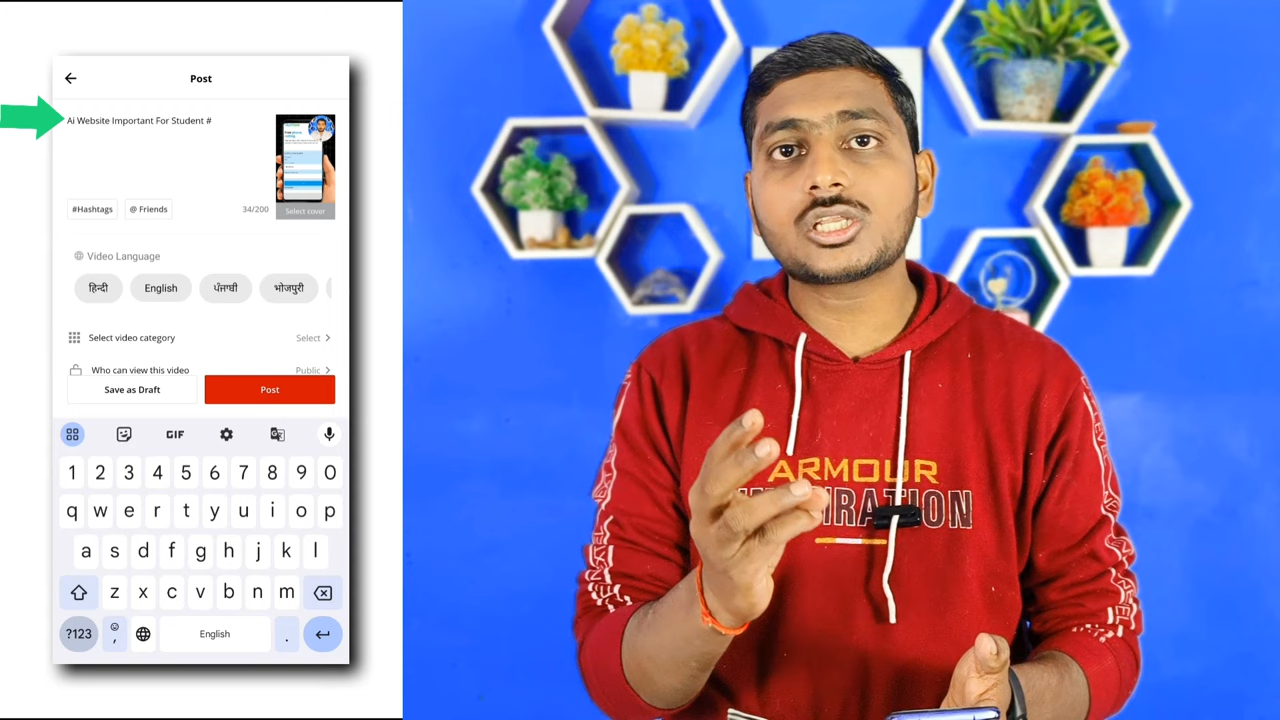 Post
Ai Website Important For Student #
Select cover
#Hashtags @ Friends 34/200
Video Language
हिन्दी English ਪੰਜਾਬੀ भोजपुरी
Select video category Select
Who can view this video Public
Save as Draft Post
GIF
1 2 3 4 5 6 7 8 9 0
q w e r t y u i o p
a s d f g h j k l
z x c v b n m
?123 , English .
ARMOUR